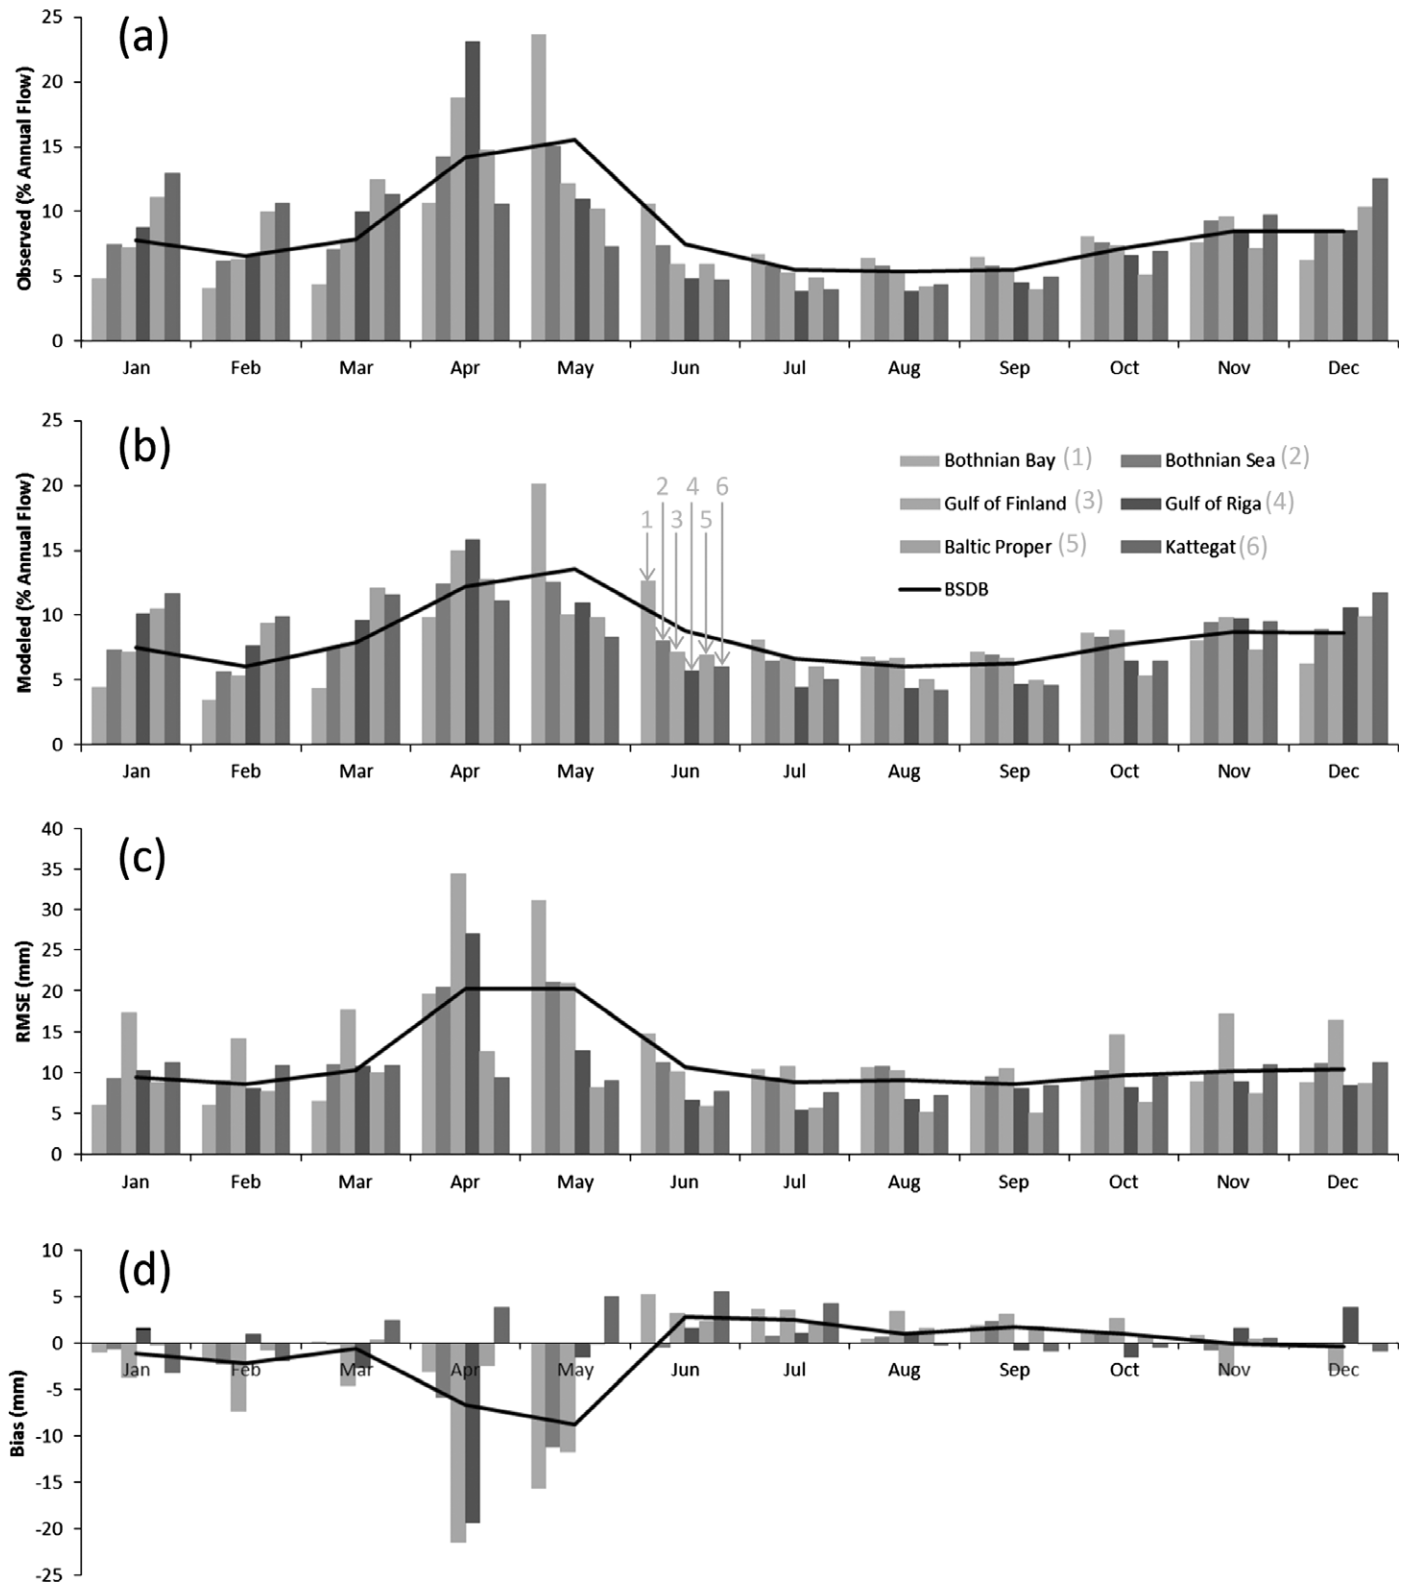 (a)
Observed (% Annual Flow)
25
20
15
10
5
0
Jan Feb Mar Apr May Jun Jul Aug Sep Oct Nov Dec
(b)
Modeled (% Annual Flow)
25
20
15
10
5
0
1 2 3 4 5 6
Bothnian Bay (1) Bothnian Sea (2)
Gulf of Finland (3) Gulf of Riga (4)
Baltic Proper (5) Kattegat (6)
BSDB
Jan Feb Mar Apr May Jun Jul Aug Sep Oct Nov Dec
(c)
RMSE (mm)
40
35
30
25
20
15
10
5
0
Jan Feb Mar Apr May Jun Jul Aug Sep Oct Nov Dec
(d)
Bias (mm)
10
5
0
-5
-10
-15
-20
-25
Jan Feb Mar Apr May Jun Jul Aug Sep Oct Nov Dec